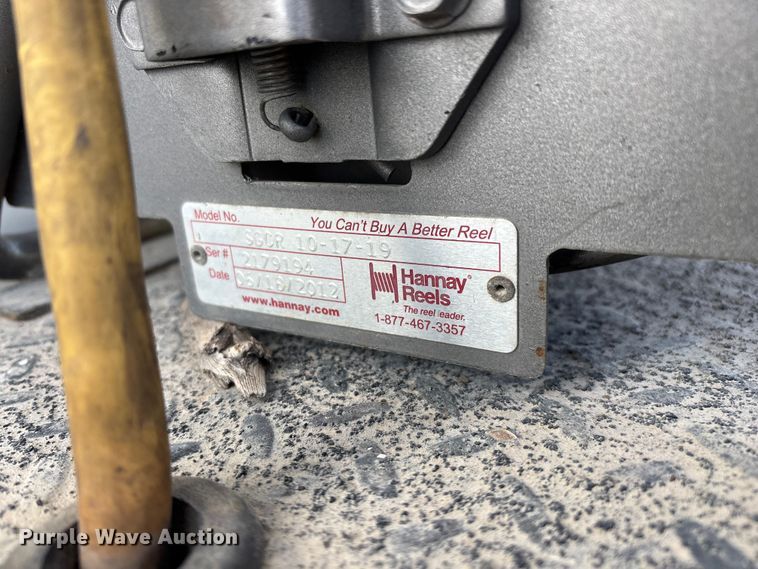 Model No.
You Can't Buy A Better Reel
SGCR 10-17-19
Ser #
2179194
Date
05/18/2012
www.hannay.com
Hannay®
Reels
The reel leader.
1-877-467-3357
Purple Wave Auction